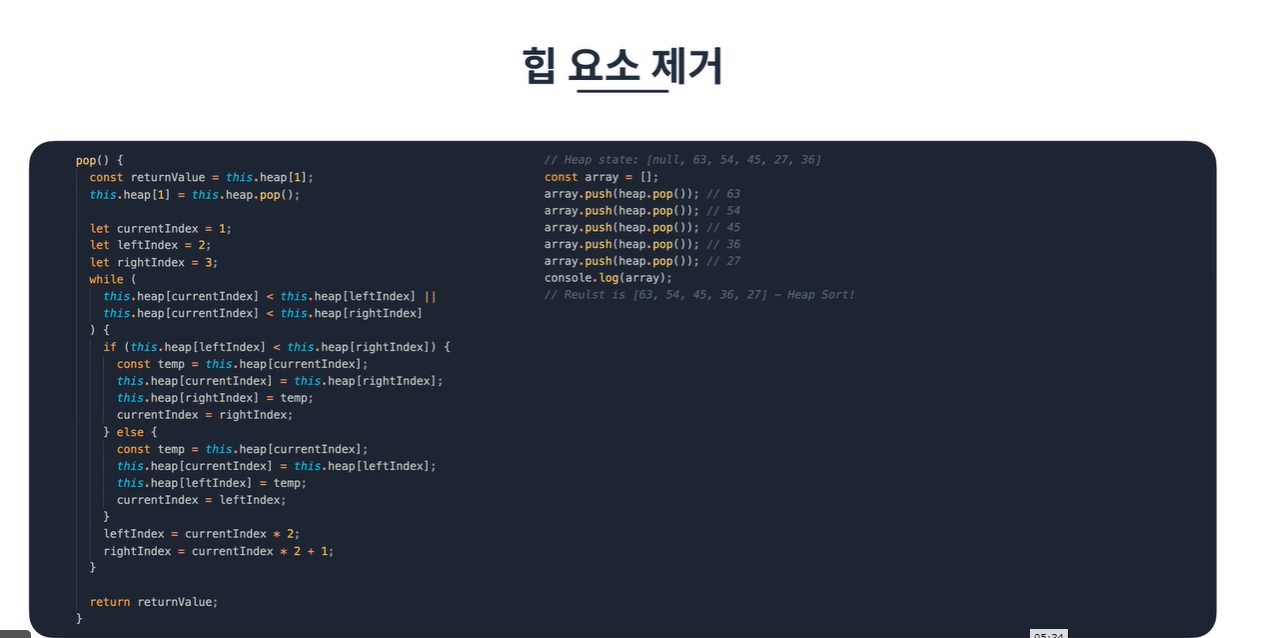 힙 요소 제거
pop() {
  const returnValue = this.heap[1];
  this.heap[1] = this.heap.pop();

  let currentIndex = 1;
  let leftIndex = 2;
  let rightIndex = 3;
  while (
    this.heap[currentIndex] < this.heap[leftIndex] ||
    this.heap[currentIndex] < this.heap[rightIndex]
  ) {
    if (this.heap[leftIndex] < this.heap[rightIndex]) {
      const temp = this.heap[currentIndex];
      this.heap[currentIndex] = this.heap[rightIndex];
      this.heap[rightIndex] = temp;
      currentIndex = rightIndex;
    } else {
      const temp = this.heap[currentIndex];
      this.heap[currentIndex] = this.heap[leftIndex];
      this.heap[leftIndex] = temp;
      currentIndex = leftIndex;
    }
    leftIndex = currentIndex * 2;
    rightIndex = currentIndex * 2 + 1;
  }

  return returnValue;
}
// Heap state: [null, 63, 54, 45, 27, 36]
const array = [];
array.push(heap.pop()); // 63
array.push(heap.pop()); // 54
array.push(heap.pop()); // 45
array.push(heap.pop()); // 36
array.push(heap.pop()); // 27
console.log(array);
// Reulst is [63, 54, 45, 36, 27] - Heap Sort!